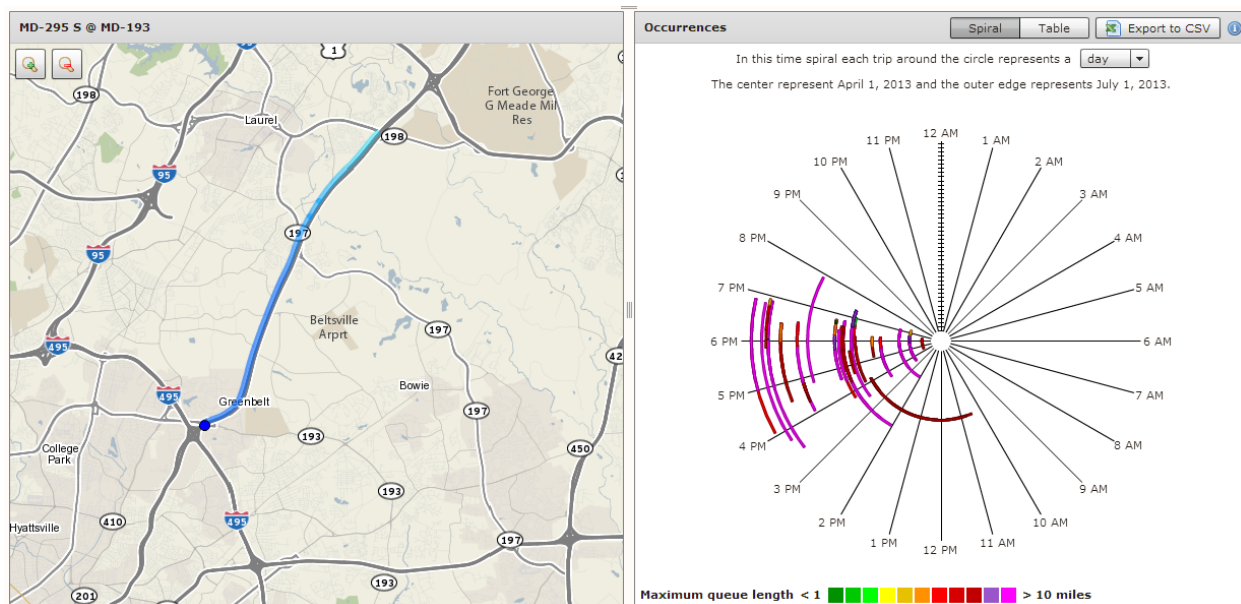 MD-295 S @ MD-193
1
198
Laurel
Fort George
G Meade Mil
Res
198
95
197
95
Beltsville
Arprt
197
495
495
Bowie
Greenbelt
197
193
College
Park
450
193
495
410
Hyattsville
197
193
201
Occurrences
Spiral
Table
Export to CSV
In this time spiral each trip around the circle represents a day
The center represent April 1, 2013 and the outer edge represents July 1, 2013.
12 AM
11 PM
1 AM
10 PM
2 AM
9 PM
3 AM
8 PM
4 AM
7 PM
5 AM
6 PM
6 AM
5 PM
7 AM
4 PM
8 AM
3 PM
9 AM
2 PM
10 AM
1 PM
11 AM
12 PM
Maximum queue length < 1 > 10 miles